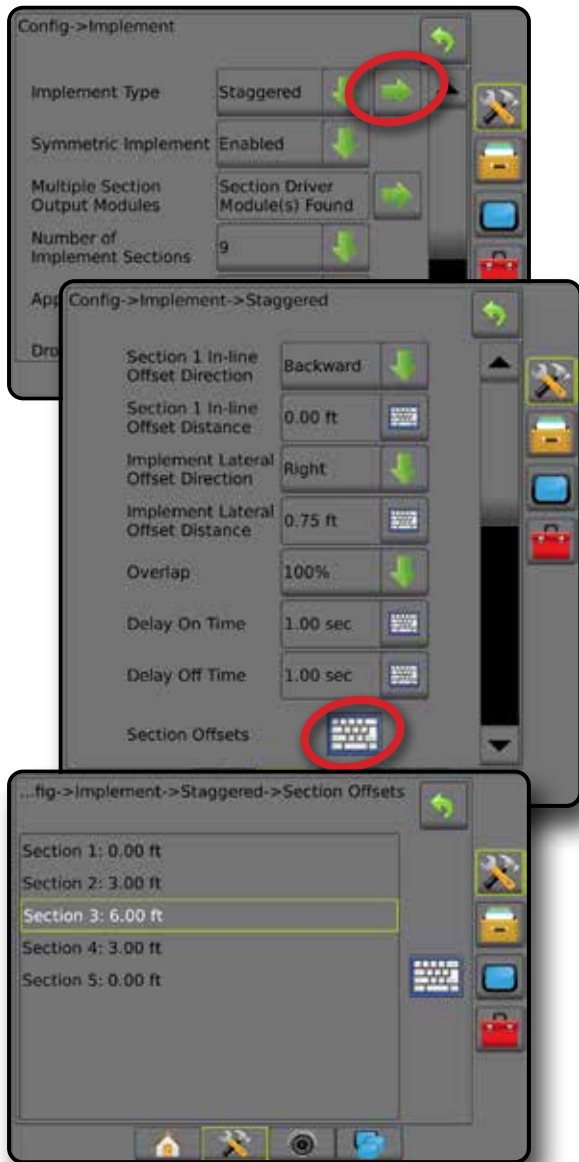 Config->Implement
Implement Type
Staggered
Symmetric Implement
Enabled
Multiple Section
Output Modules
Section Driver
Module(s) Found
Number of
Implement Sections
9
App
Dro
Config->Implement->Staggered
Section 1 In-line
Offset Direction
Backward
Section 1 In-line
Offset Distance
0.00 ft
Implement Lateral
Offset Direction
Right
Implement Lateral
Offset Distance
0.75 ft
Overlap
100%
Delay On Time
1.00 sec
Delay Off Time
1.00 sec
Section Offsets
...fig->Implement->Staggered->Section Offsets
Section 1: 0.00 ft
Section 2: 3.00 ft
Section 3: 6.00 ft
Section 4: 3.00 ft
Section 5: 0.00 ft